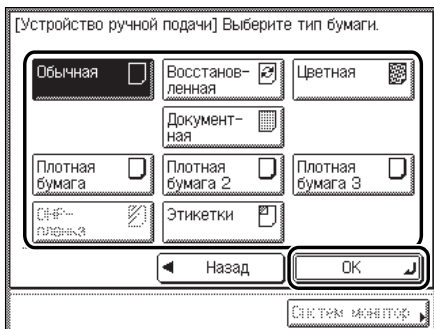 [Устройство ручной подачи] Выберите тип бумаги.
Обычная
Восстанов-
ленная
Цветная
Документ-
ная
Плотная
бумага
Плотная
бумага 2
Плотная
бумага 3
OHP-
пленка
Этикетки
Назад
OK
Систем монитор